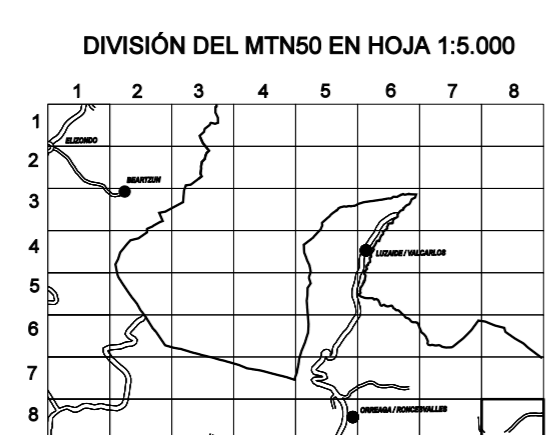 DIVISIÓN DEL MTN50 EN HOJA 1:5.000
1 2 3 4 5 6 7 8
1
ELIZONDO
2
BEARTZUN
3
4
LUZAIDE / VALCARLOS
5
6
7
8
ORREAGA / RONCESVALLES